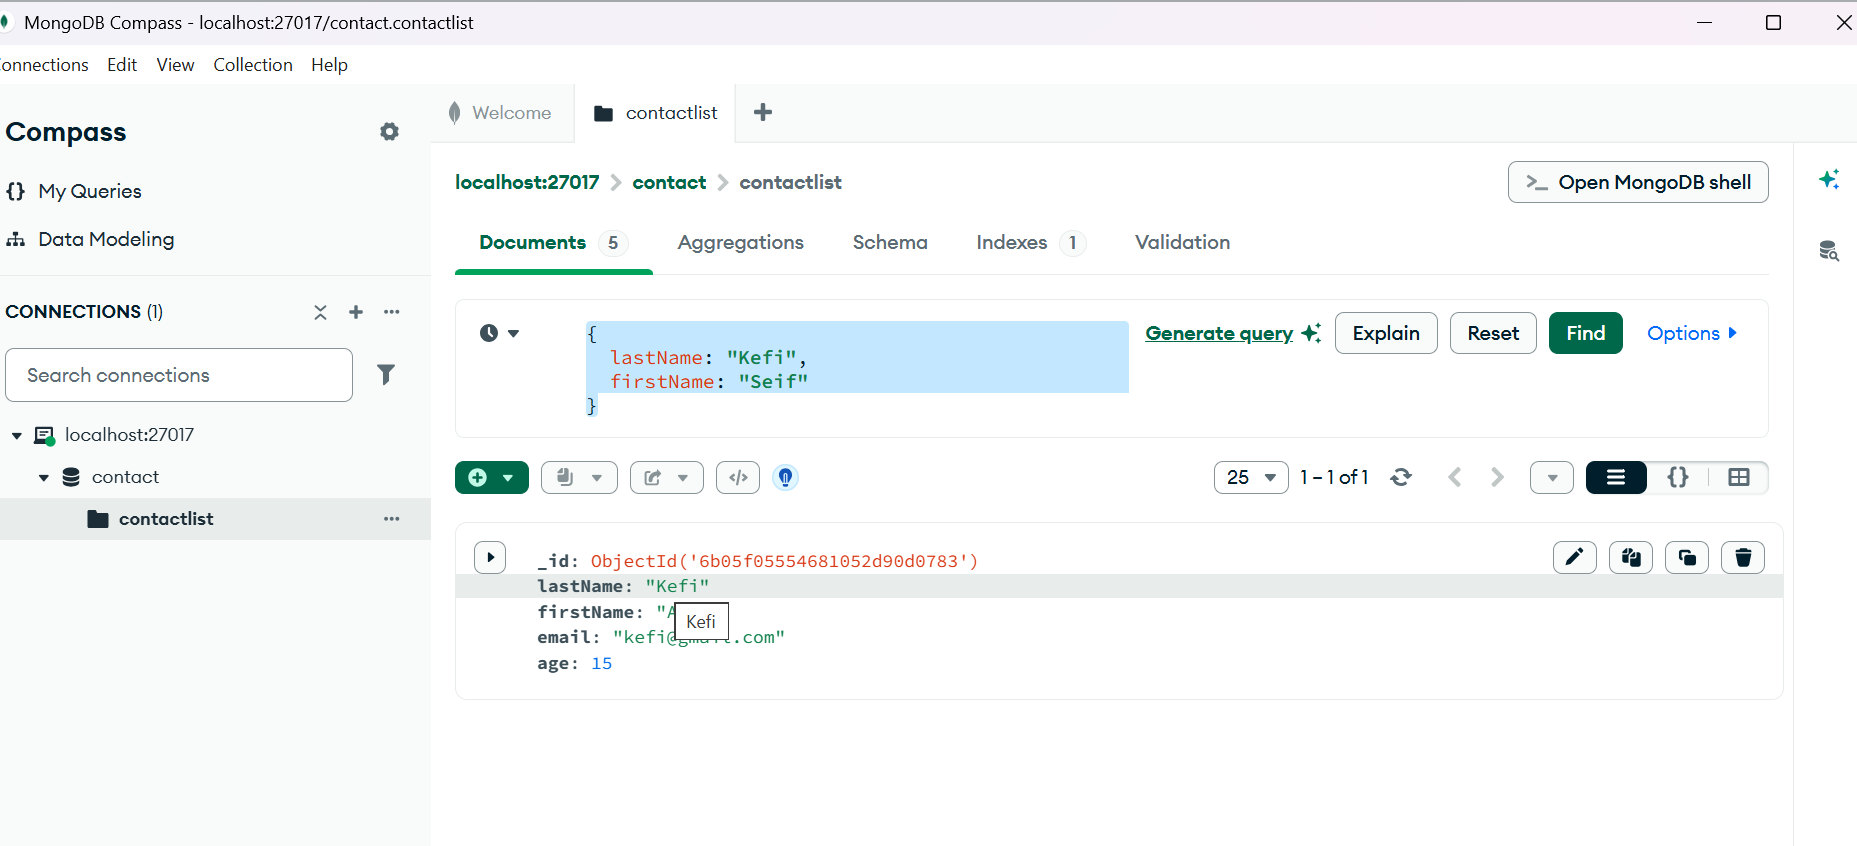 MongoDB Compass - localhost:27017/contact.contactlist
onnections Edit View Collection Help
Compass
My Queries
Data Modeling
CONNECTIONS (1)
Search connections
localhost:27017
contact
contactlist
Welcome
contactlist
localhost:27017 > contact > contactlist
>_ Open MongoDB shell
Documents 5 Aggregations Schema Indexes 1 Validation
{
lastName: "Kefi",
firstName: "Seif"
}
Generate query Explain Reset Find Options
25 1 – 1 of 1
_id: ObjectId('6b05f05554681052d90d0783')
lastName: "Kefi"
firstName: "A
Kefi
email: "kefi@gmail.com"
age: 15